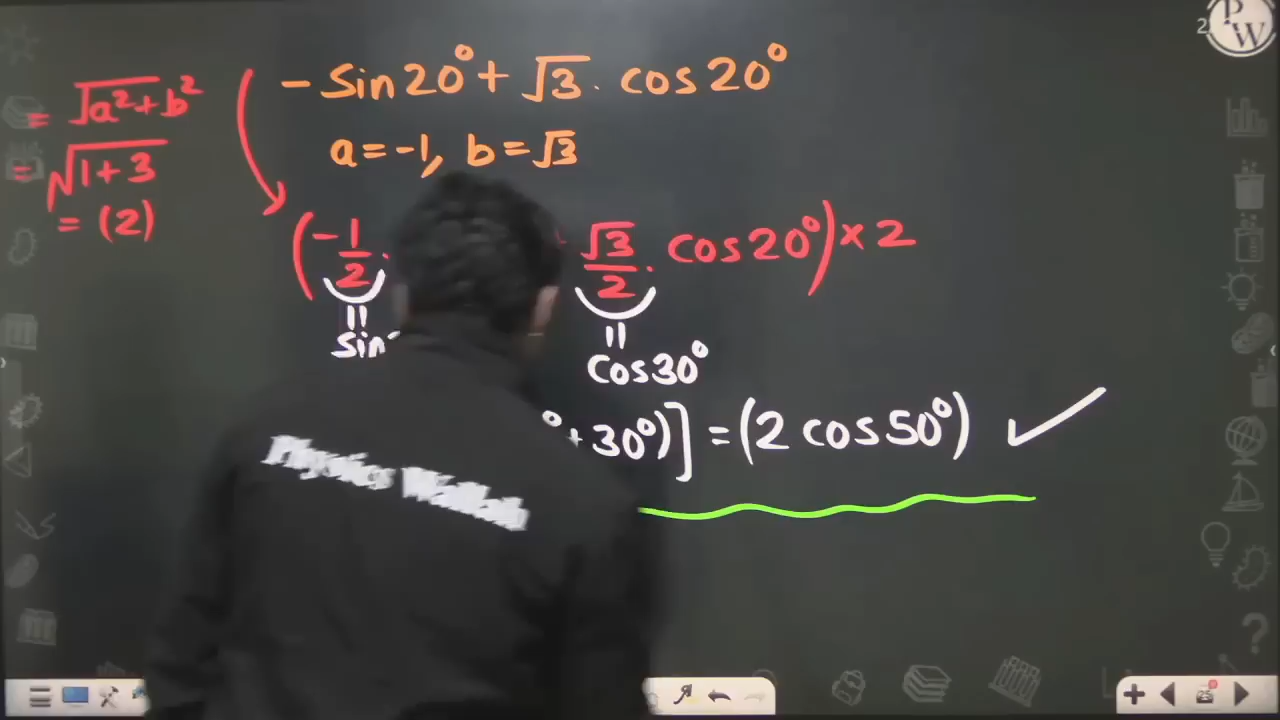 − sin20° + √3 . cos20°
a = −1, b = √3
= √a²+b²
= √1+3
= (2)
(−1/2 . √3/2 . cos20°) × 2
= sin
= cos30°
° + 30°)] = (2 cos50°) ✓
Physics Wallah
PW
2